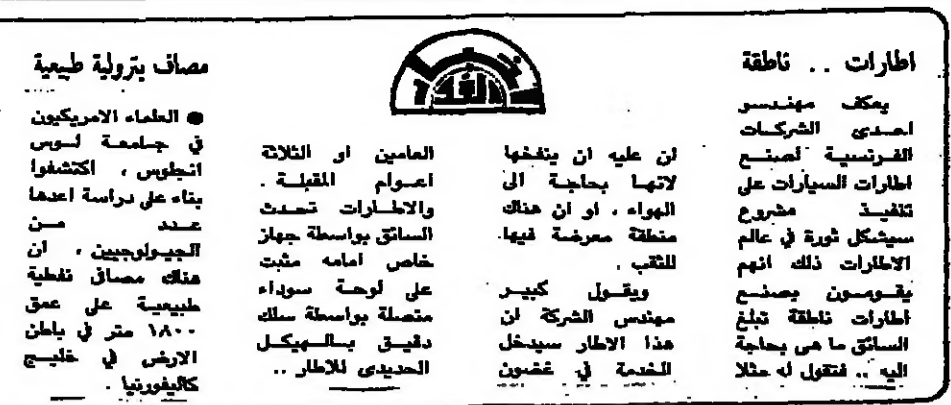 اطارات .. ناطقة
يعكف مهندسو
احدى الشركات
الفرنسية لصنع
اطارات السيارات على
تنفيذ مشروع
سيشكل ثورة في عالم
الاطارات ذلك انهم
يقومون بصنع
اطارات ناطقة تبلغ
السائق ما هى بحاجة
اليه .. فتقول له مثلا
ان عليه ان ينفخها
لانها بحاجة الى
الهواء ، او ان هناك
منطقة معرضة فيها
للثقب .
ويقول كبير
مهندس الشركة ان
هذا الاطار سيدخل
الخدمة في غضون
العامين او الثلاثة
اعوام المقبلة .
والاطارات تحدث
السائق بواسطة جهاز
خاص امامه مثبت
على لوحة سوداء
متصلة بواسطة سلك
دقيق بالهيكل
الحديدى للاطار ..
مصاف بترولية طبيعية
● العلماء الامريكيون
في جامعة لوس
انجلوس ، اكتشفوا
بناء على دراسة اعدها
عدد من
الجيولوجيين ، ان
هناك مصافى نفطية
طبيعية على عمق
١٨٠٠ متر في باطن
الارض في خليج
كاليفورنيا .